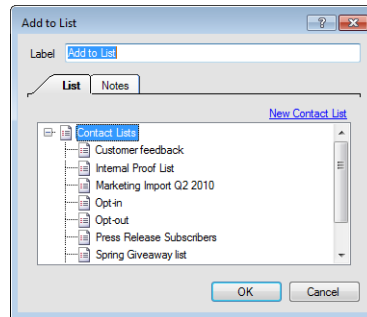 Add to List
Label Add to List
List Notes
New Contact List
Contact Lists
Customer feedback
Internal Proof List
Marketing Import Q2 2010
Opt-in
Opt-out
Press Release Subscribers
Spring Giveaway list
OK Cancel